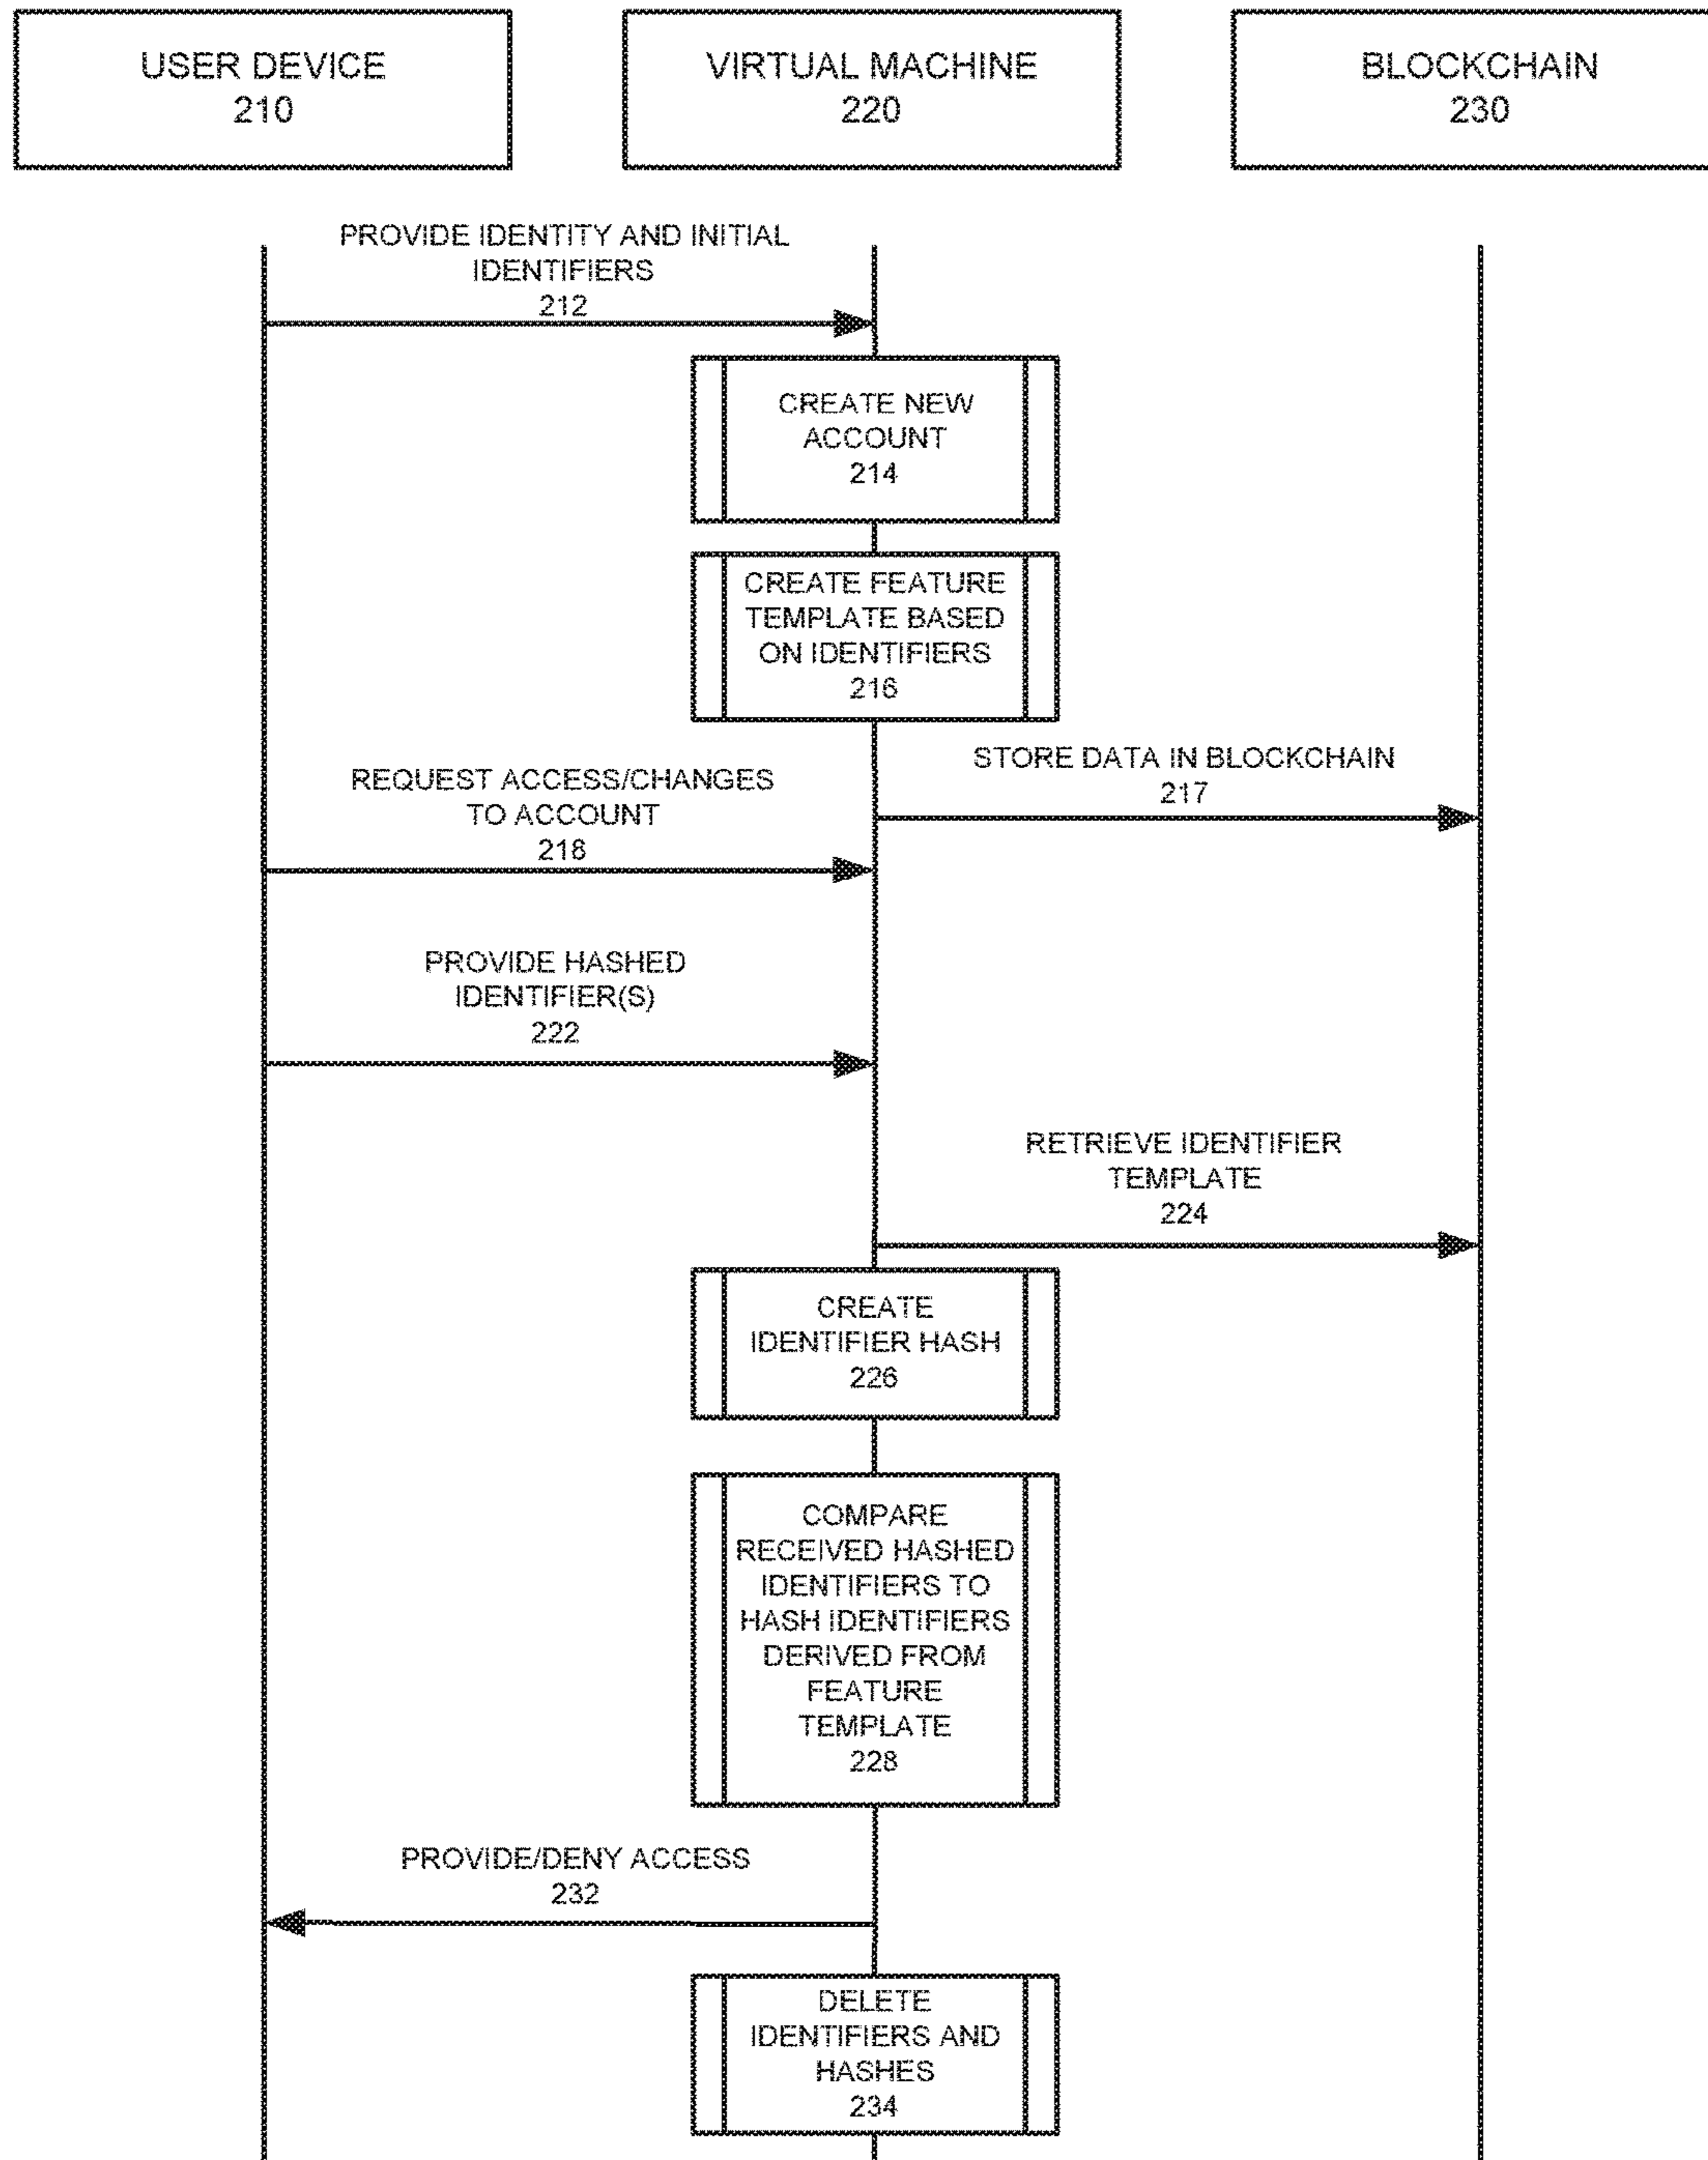 USER DEVICE
210
VIRTUAL MACHINE
220
BLOCKCHAIN
230
PROVIDE IDENTITY AND INITIAL
IDENTIFIERS
212
CREATE NEW
ACCOUNT
214
CREATE FEATURE
TEMPLATE BASED
ON IDENTIFIERS
216
STORE DATA IN BLOCKCHAIN
217
REQUEST ACCESS/CHANGES
TO ACCOUNT
218
PROVIDE HASHED
IDENTIFIER(S)
222
RETRIEVE IDENTIFIER
TEMPLATE
224
CREATE
IDENTIFIER HASH
226
COMPARE
RECEIVED HASHED
IDENTIFIERS TO
HASH IDENTIFIERS
DERIVED FROM
FEATURE
TEMPLATE
228
PROVIDE/DENY ACCESS
232
DELETE
IDENTIFIERS AND
HASHES
234